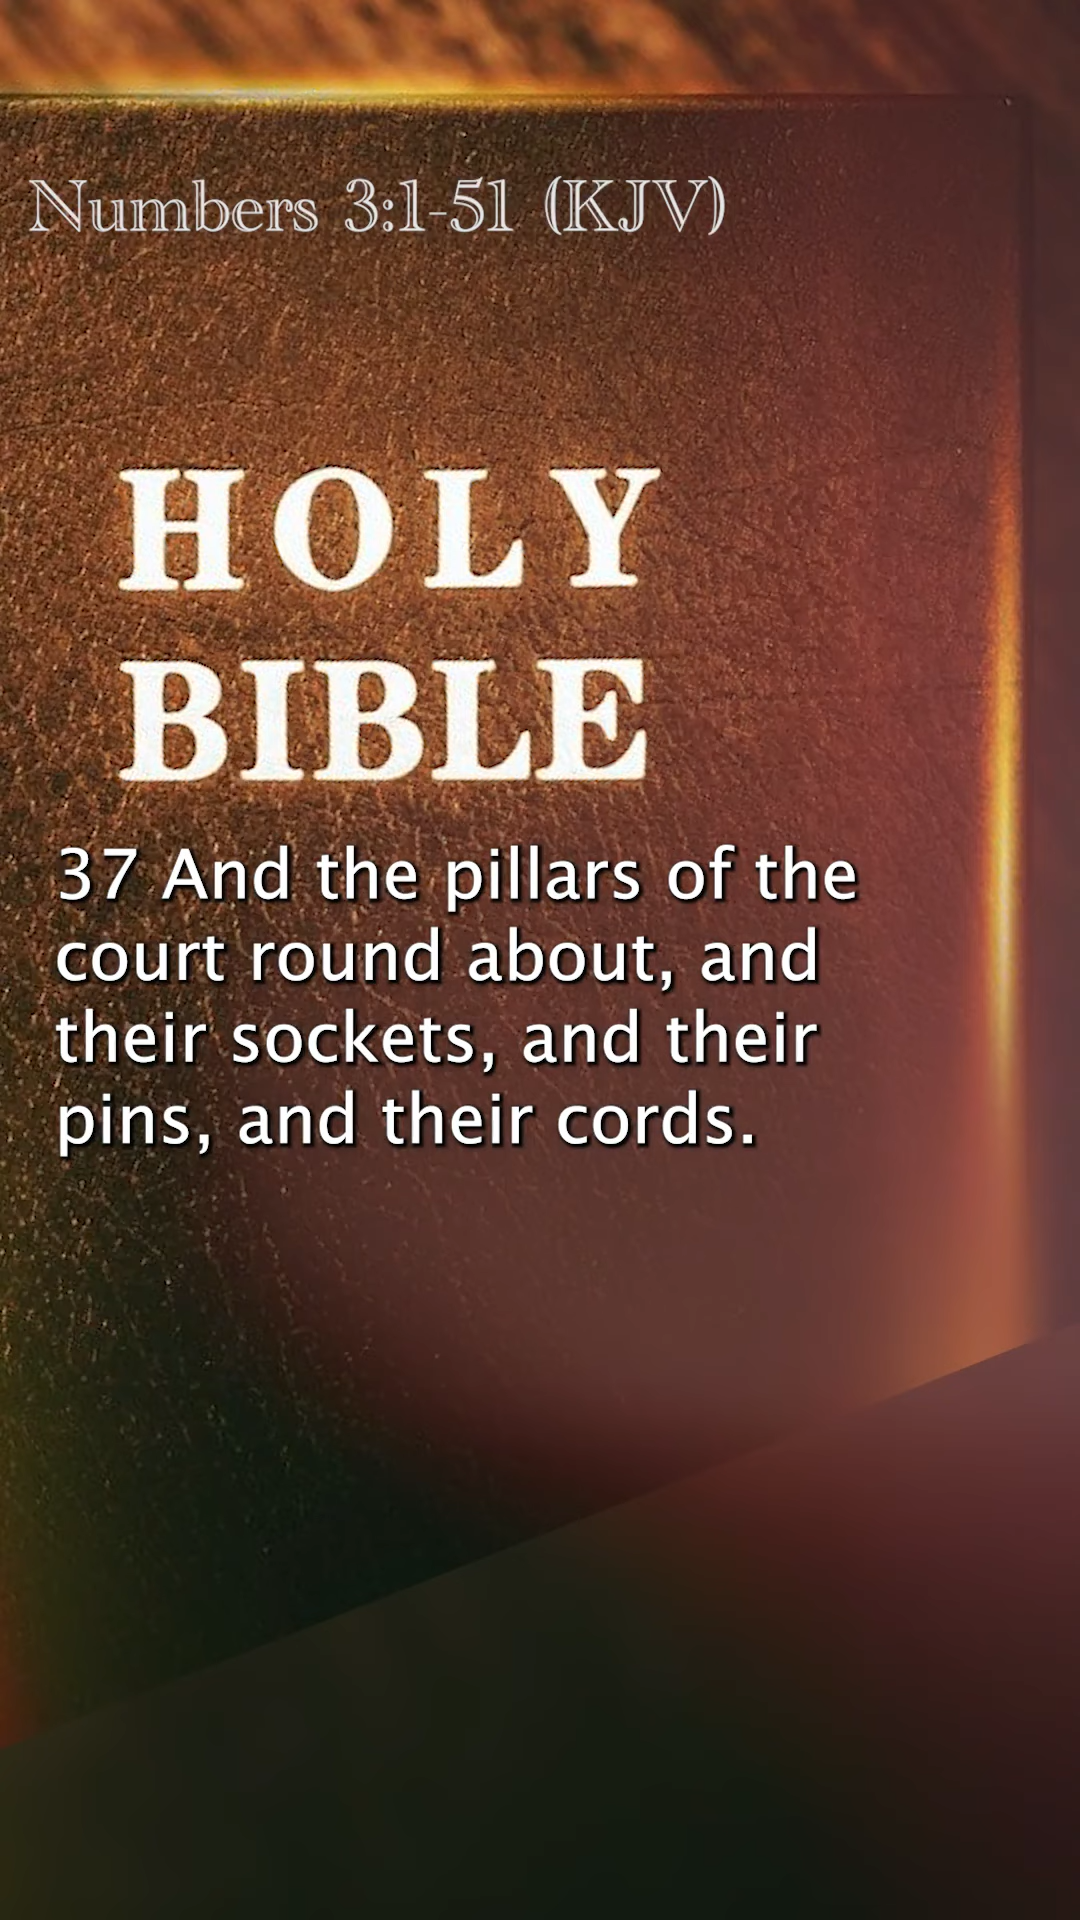 Numbers 3:1-51 (KJV)
HOLY
BIBLE
37 And the pillars of the
court round about, and
their sockets, and their
pins, and their cords.